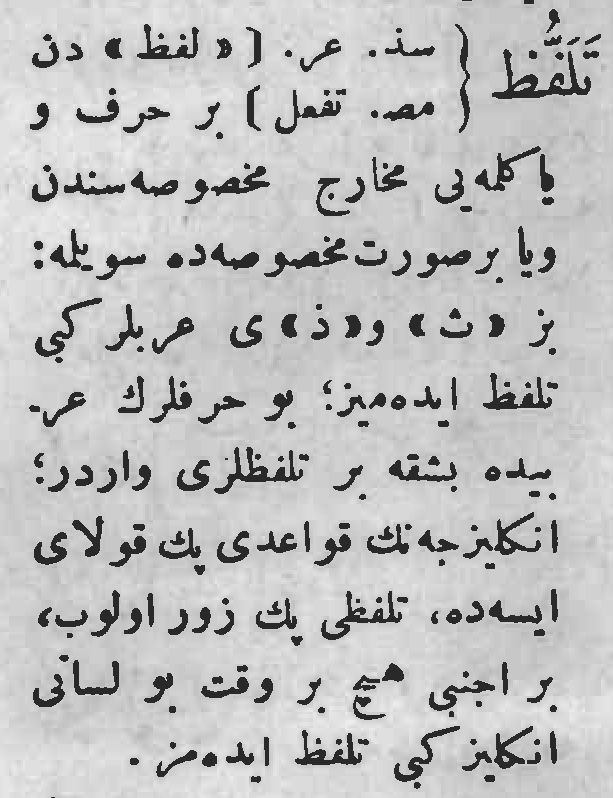 تَلَفُّظ { سذ. عر. [« لفظ » دن
مصـ. تفعل] بر حرف و
یا کلمه‌یی مخارج مخصوصه‌سندن
ویا بر صورت مخصوصه‌ده سویلمه:
بز « ث » و« ذ» ی عربلر کبی
تلفظ ایده‌میز؛ بو حرفلرك عر-
بیده بشقه بر تلفظلری واردر؛
انکلیزجه‌نك قواعدی پك قولای
ایسه‌ده، تلفظی پك زور اولوب،
بر اجنبی هیچ بر وقت بو لسانی
انکلیز کبی تلفظ ایده‌مز.